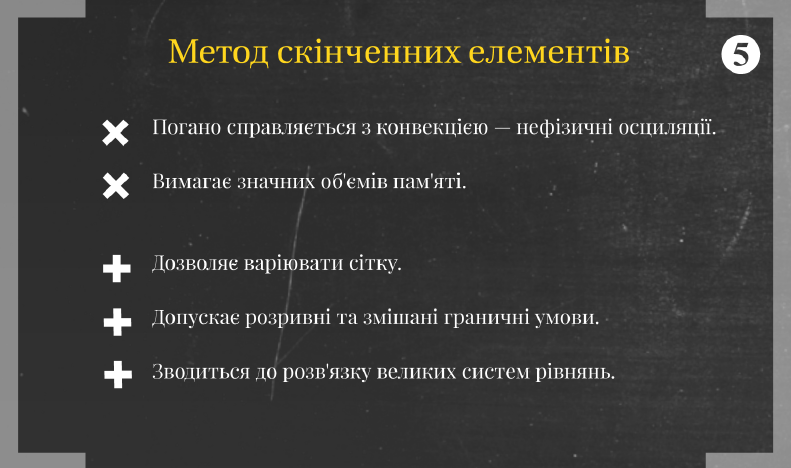 Метод скінченних елементів
5
Погано справляється з конвекцією — нефізичні осциляції.
Вимагає значних об'ємів пам'яті.
Дозволяє варіювати сітку.
Допускає розривні та змішані граничні умови.
Зводиться до розв'язку великих систем рівнянь.